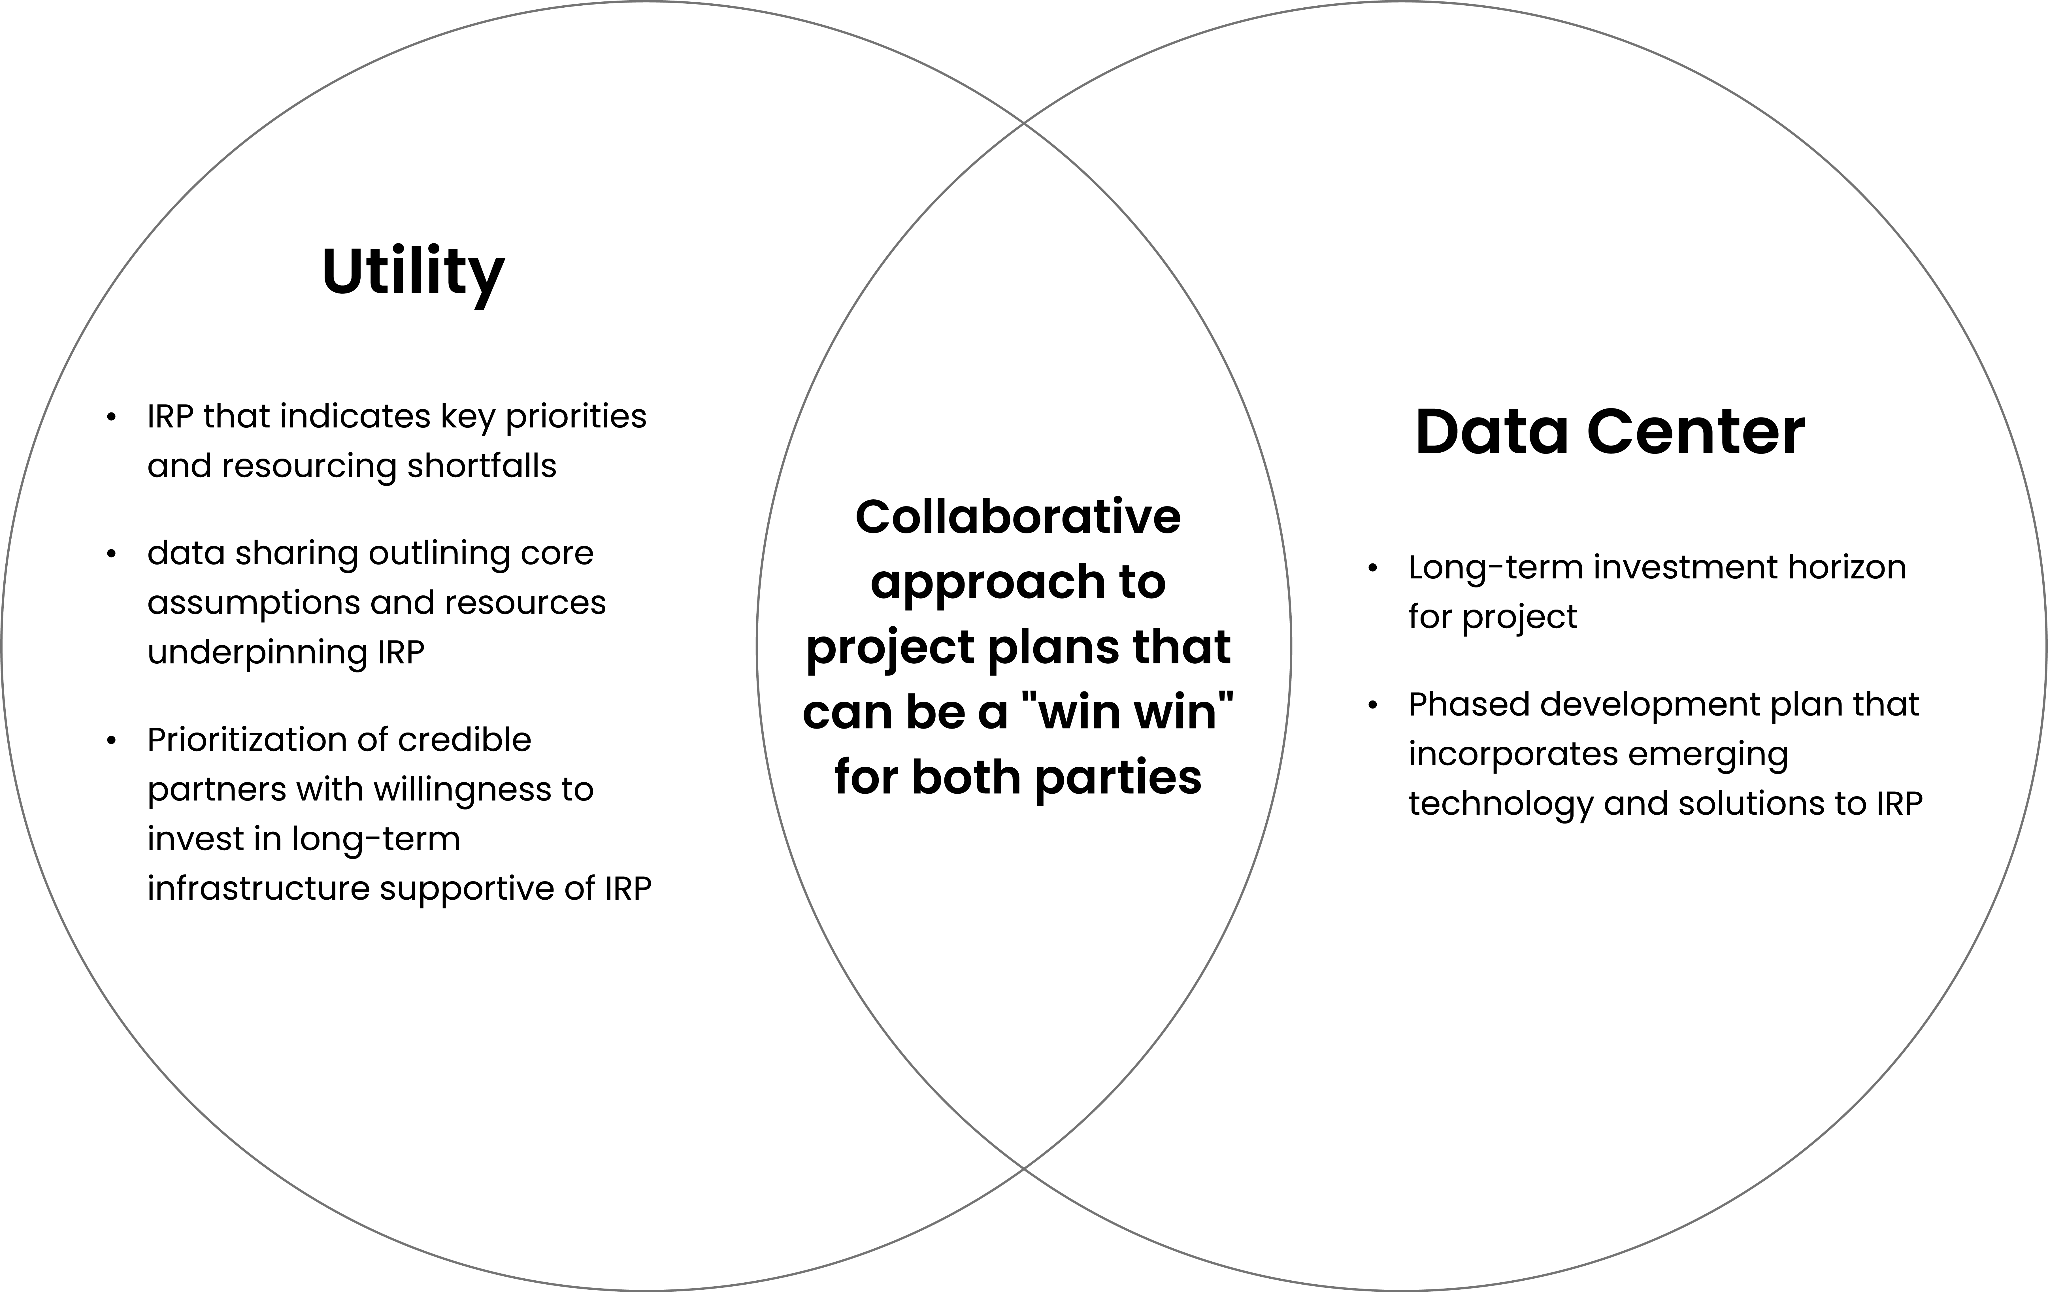 Utility
• IRP that indicates key priorities
and resourcing shortfalls
• data sharing outlining core
assumptions and resources
underpinning IRP
• Prioritization of credible
partners with willingness to
invest in long-term
infrastructure supportive of IRP
Collaborative
approach to
project plans that
can be a "win win"
for both parties
Data Center
• Long-term investment horizon
for project
• Phased development plan that
incorporates emerging
technology and solutions to IRP